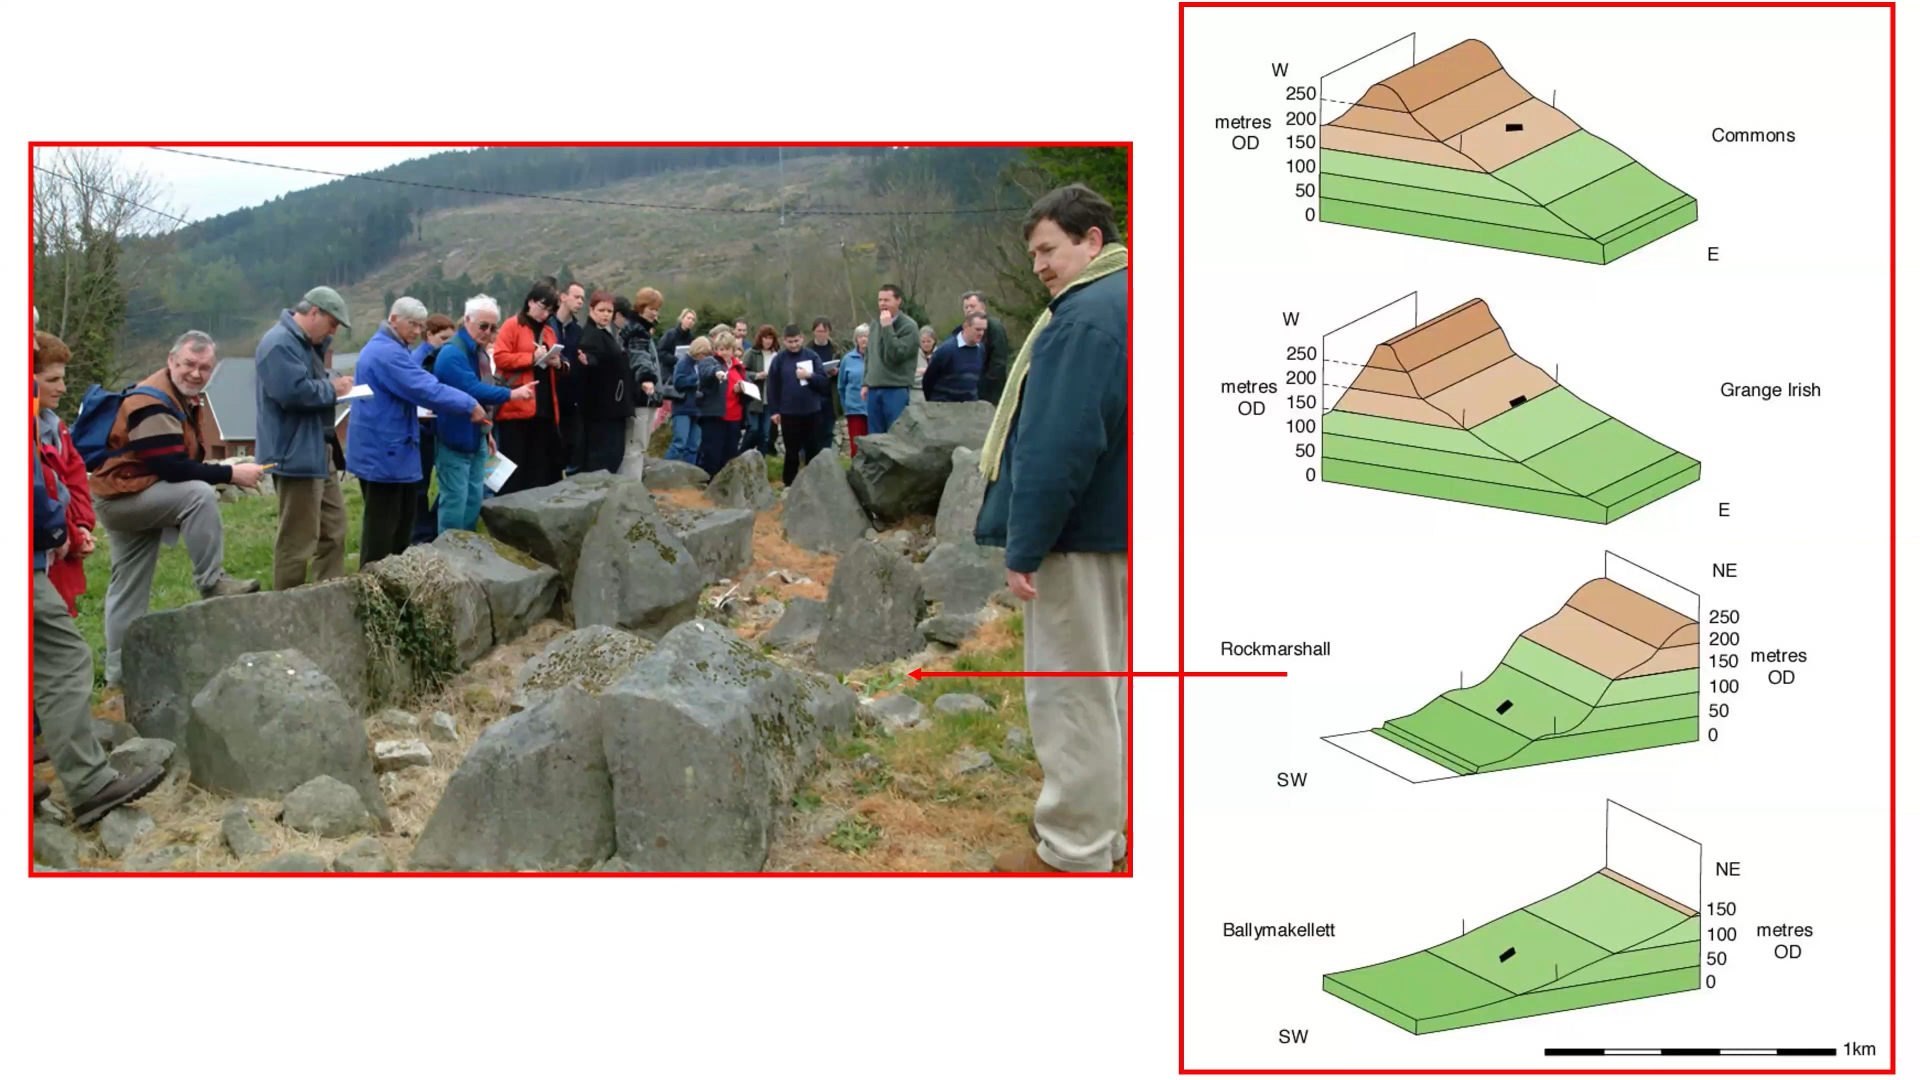 W
250
200
150
100
50
0
metres
OD
Commons
E
W
250
200
150
100
50
0
metres
OD
Grange Irish
E
NE
250
200
150
100
50
0
metres
OD
Rockmarshall
SW
NE
150
100
50
0
metres
OD
Ballymakellett
SW
1km